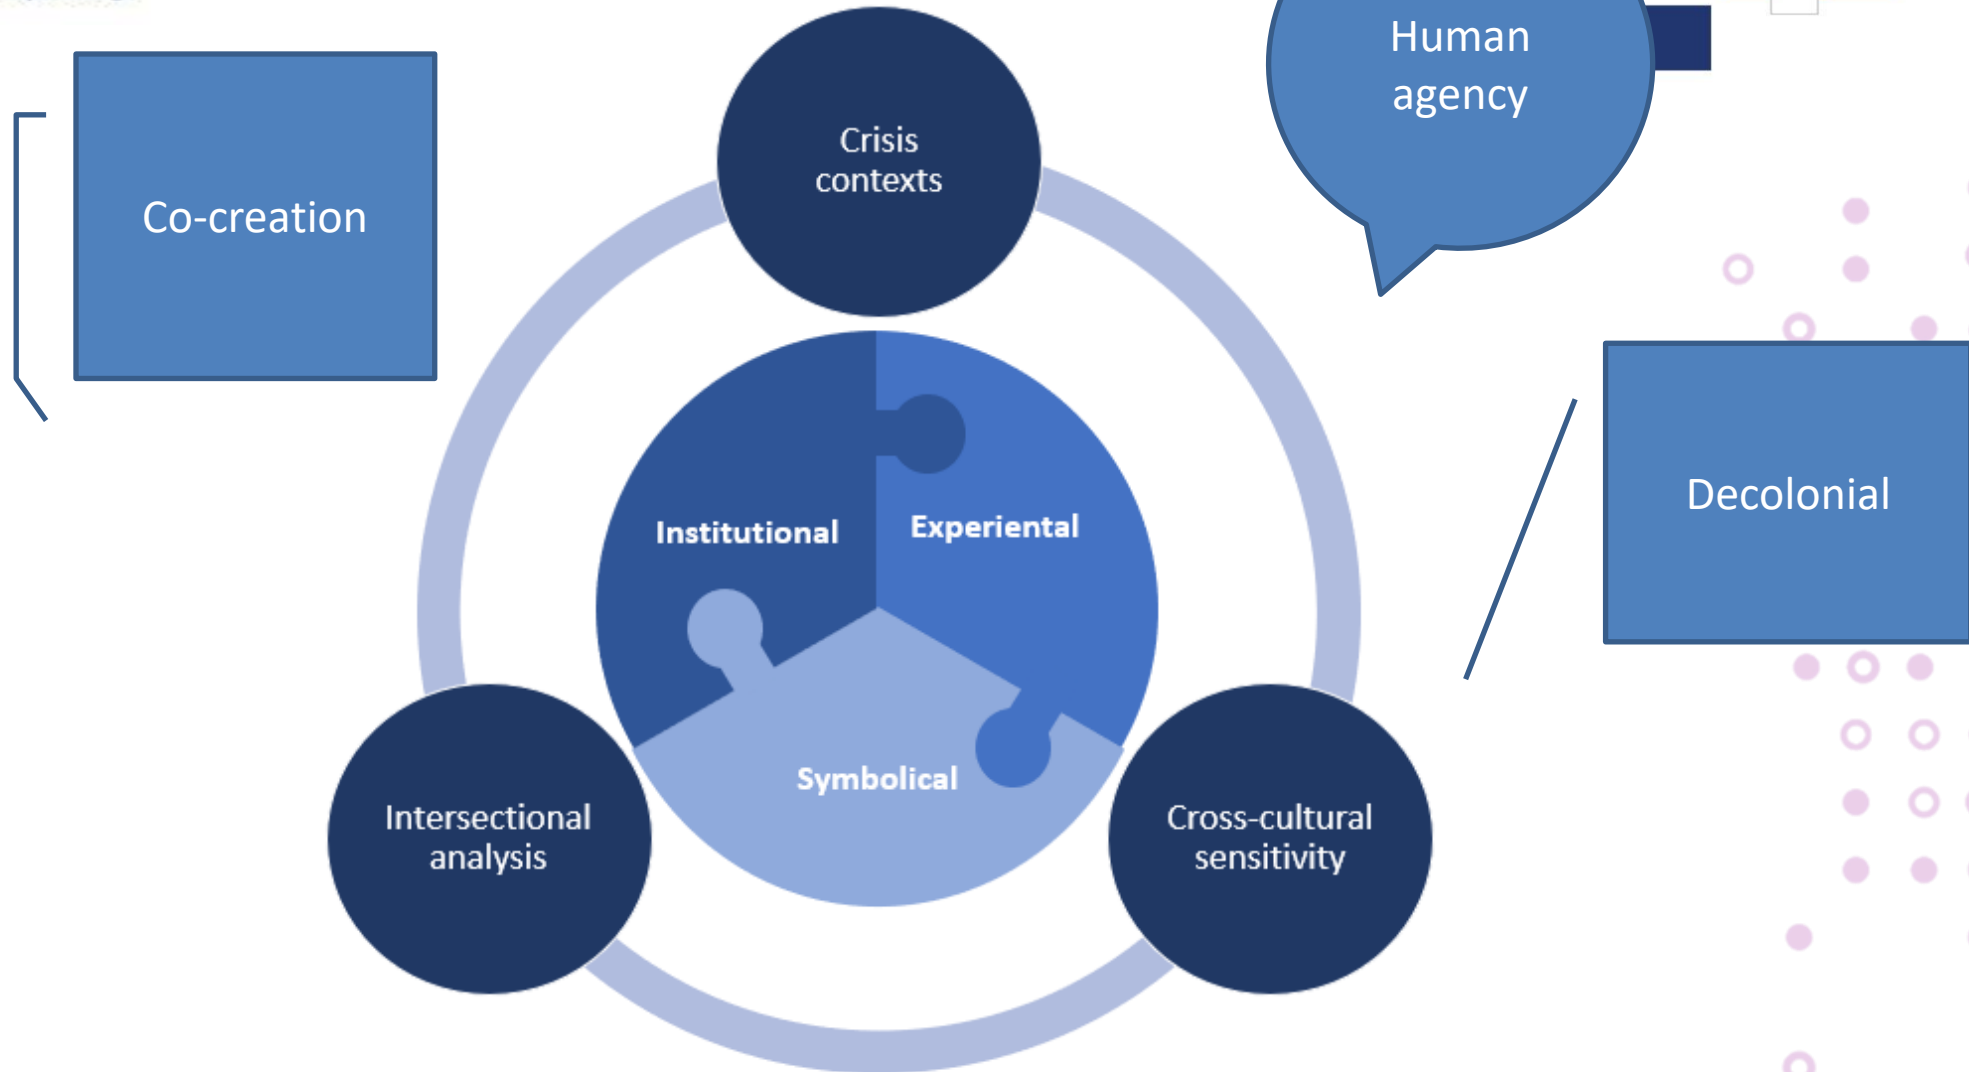 Human
agency
Crisis
contexts
Co-creation
Decolonial
Institutional
Experiental
Symbolical
Intersectional
analysis
Cross-cultural
sensitivity